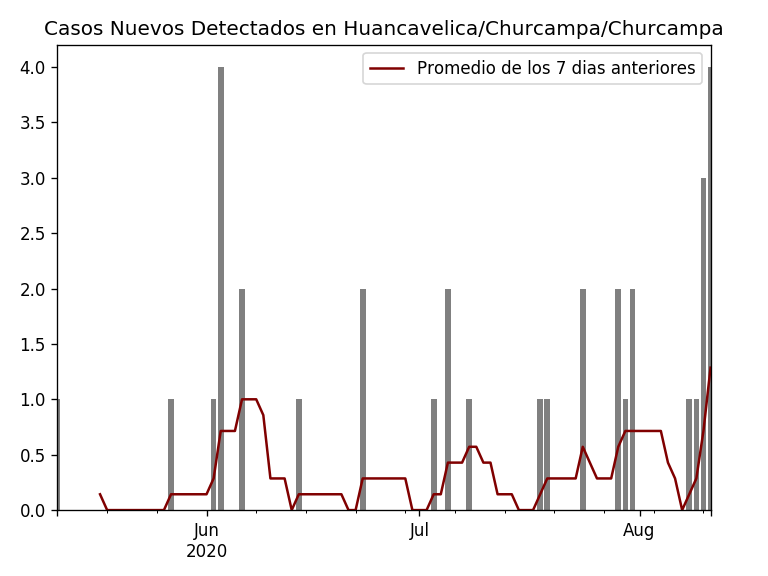 Casos Nuevos Detectados en Huancavelica/Churcampa/Churcampa
Promedio de los 7 dias anteriores
4.0
3.5
3.0
2.5
2.0
1.5
1.0
0.5
0.0
Jun
2020
Jul
Aug